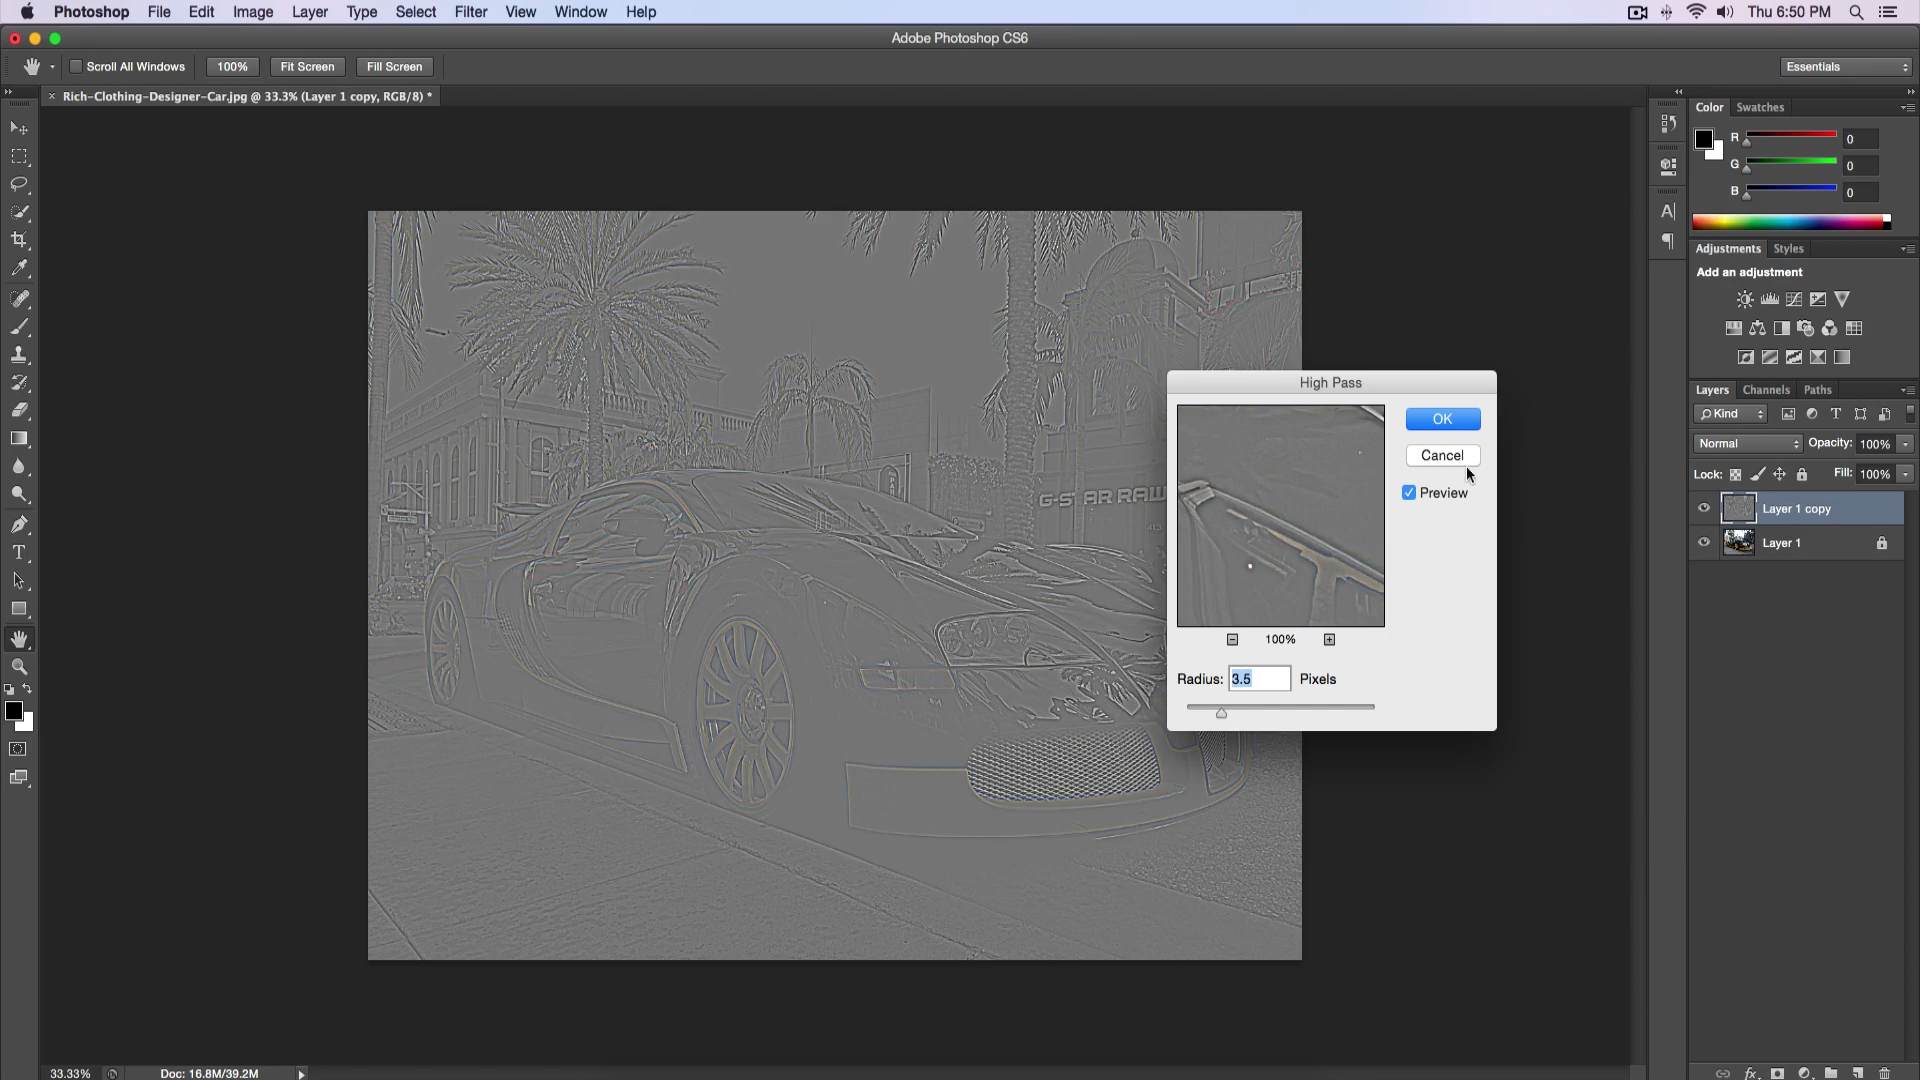 Photoshop File Edit Image Layer Type Select Filter View Window Help Thu 6:50 PM
Adobe Photoshop CS6
Scroll All Windows 100% Fit Screen Fill Screen Essentials
× Rich-Clothing-Designer-Car.jpg @ 33.3% (Layer 1 copy, RGB/8) *
Color Swatches
R 0
G 0
B 0
Adjustments Styles
Add an adjustment
Layers Channels Paths
Kind
Normal Opacity: 100%
Lock: Fill: 100%
Layer 1 copy
Layer 1
High Pass
OK
Cancel
Preview
100%
Radius: 3.5 Pixels
G-STAR RAW
33.33% Doc: 16.8M/39.2M